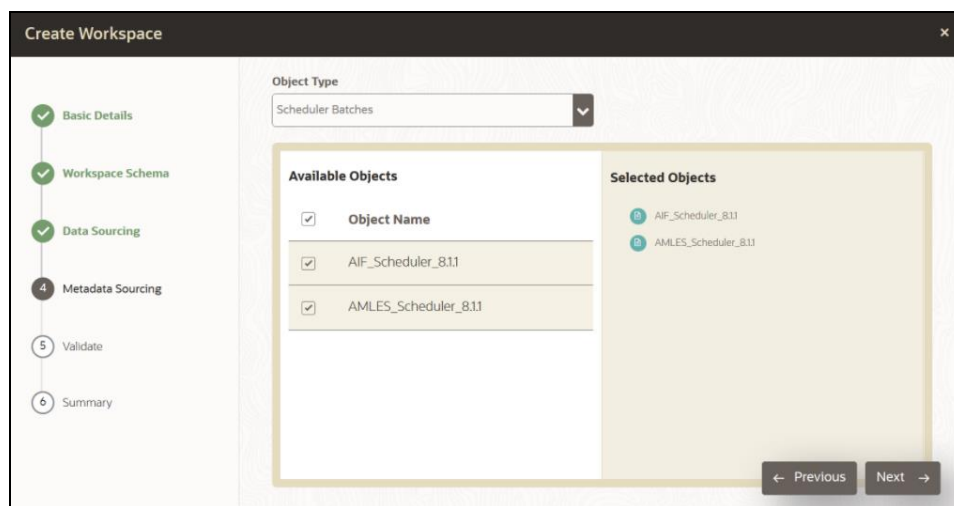 Create Workspace
×
Basic Details
Workspace Schema
Data Sourcing
4 Metadata Sourcing
5 Validate
6 Summary
Object Type
Scheduler Batches
Available Objects
Object Name
AIF_Scheduler_8.1.1
AMLES_Scheduler_8.1.1
Selected Objects
AIF_Scheduler_8.1.1
AMLES_Scheduler_8.1.1
← Previous
Next →